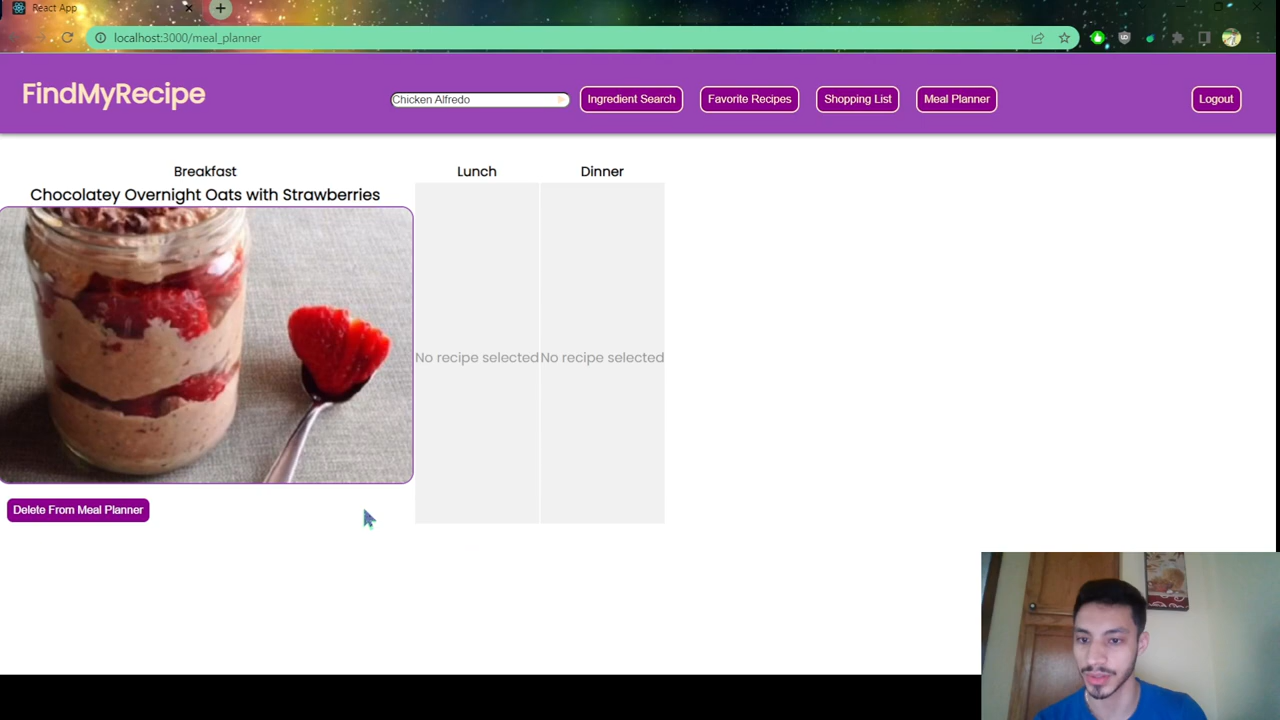 React App
localhost:3000/meal_planner
FindMyRecipe
Chicken Alfredo
Ingredient Search
Favorite Recipes
Shopping List
Meal Planner
Logout
Breakfast
Lunch
Dinner
Chocolatey Overnight Oats with Strawberries
No recipe selected
No recipe selected
Delete From Meal Planner